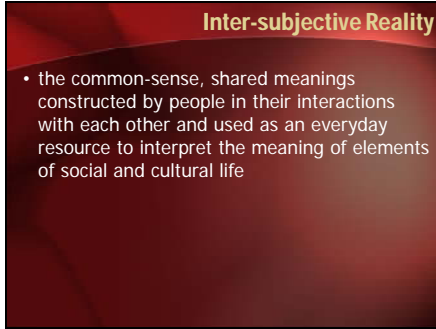 Inter-subjective Reality
• the common-sense, shared meanings
constructed by people in their interactions
with each other and used as an everyday
resource to interpret the meaning of elements
of social and cultural life